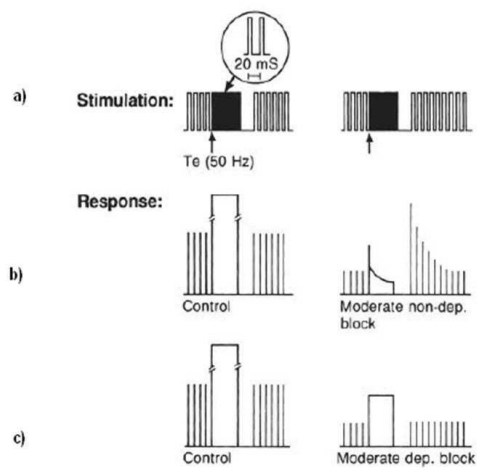 20 mS
a)
Stimulation:
Te (50 Hz)
Response:
b)
Control
Moderate non-dep.
block
c)
Control
Moderate dep. block